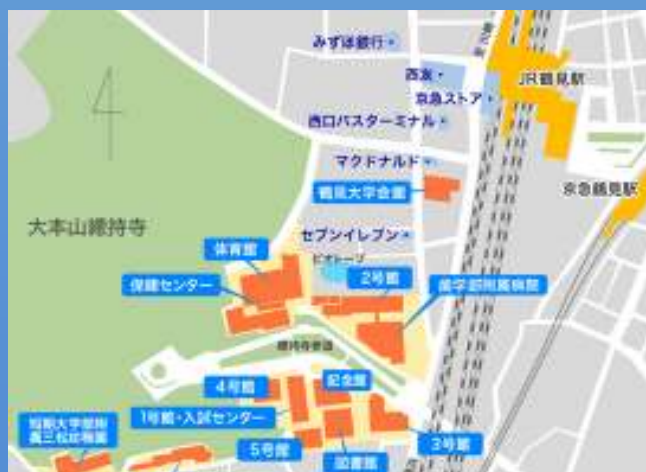 みずほ銀行
西友
JR鶴見駅
京急ストア
西口バスターミナル
マクドナルド
京急鶴見駅
鶴見大学会館
大本山總持寺
セブンイレブン
体育館
ビオトープ
2号館
歯学部附属病院
保健センター
總持寺参道
4号館
記念館
1号館・入試センター
短期大学部附
属三松幼稚園
5号館
3号館
図書館